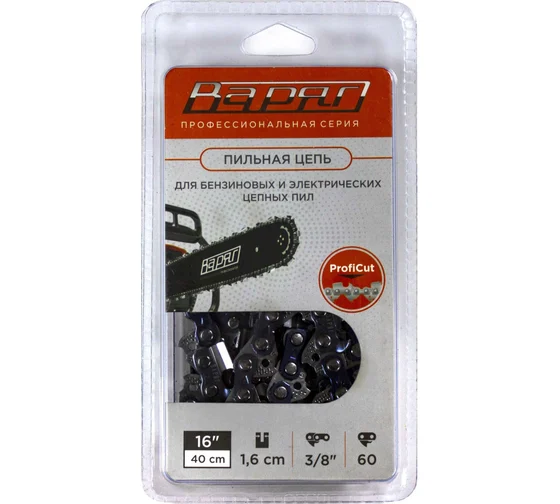 Варяг
ПРОФЕССИОНАЛЬНАЯ СЕРИЯ
ПИЛЬНАЯ ЦЕПЬ
ДЛЯ БЕНЗИНОВЫХ И ЭЛЕКТРИЧЕСКИХ
ЦЕПНЫХ ПИЛ
ВАРЯГ
ProfiCut
16" 1,6 cm 3/8" 60
40 cm